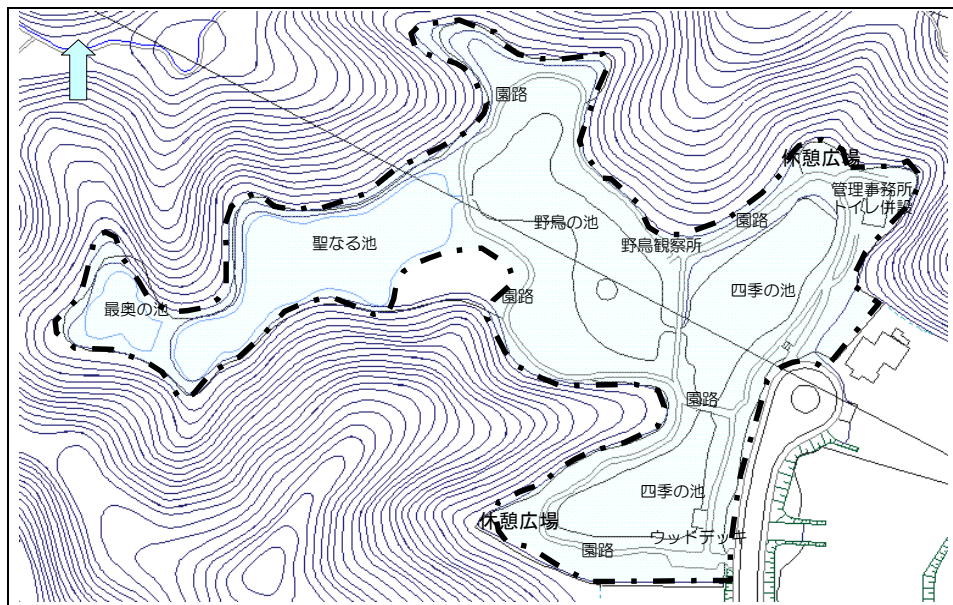 園路
休憩広場
管理事務所
トイレ併設
園路
野鳥の池
野鳥観察所
聖なる池
四季の池
園路
最奥の池
園路
四季の池
休憩広場
ウッドデッキ
園路